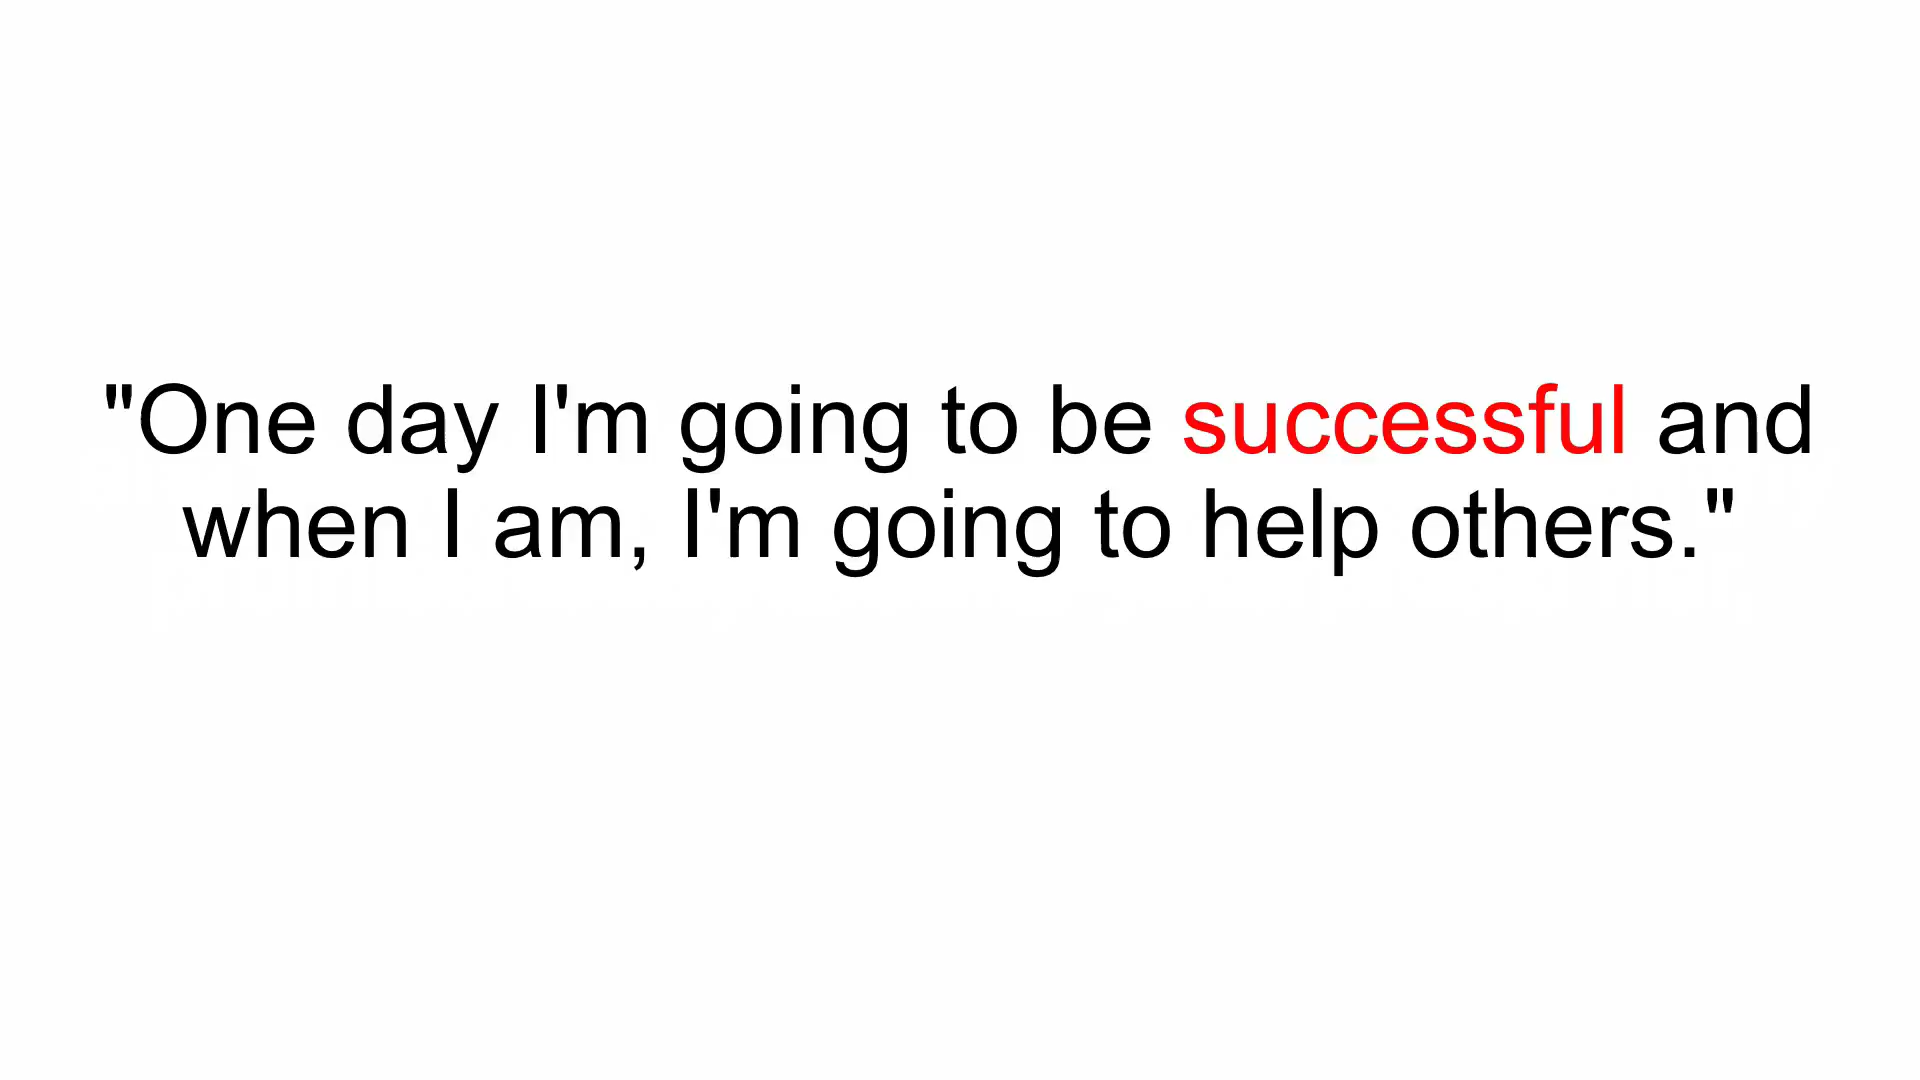 "One day I'm going to be successful and
when I am, I'm going to help others."